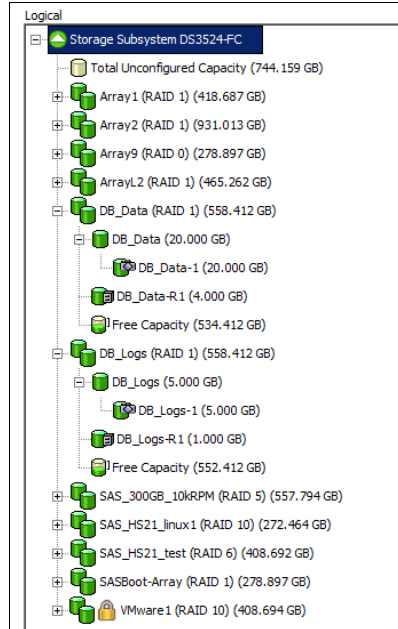 Logical
Storage Subsystem DS3524-FC
Total Unconfigured Capacity (744.159 GB)
Array1 (RAID 1) (418.687 GB)
Array2 (RAID 1) (931.013 GB)
Array9 (RAID 0) (278.897 GB)
ArrayL2 (RAID 1) (465.262 GB)
DB_Data (RAID 1) (558.412 GB)
DB_Data (20.000 GB)
DB_Data-1 (20.000 GB)
DB_Data-R1 (4.000 GB)
Free Capacity (534.412 GB)
DB_Logs (RAID 1) (558.412 GB)
DB_Logs (5.000 GB)
DB_Logs-1 (5.000 GB)
DB_Logs-R1 (1.000 GB)
Free Capacity (552.412 GB)
SAS_300GB_10kRPM (RAID 5) (557.794 GB)
SAS_HS21_linux1 (RAID 10) (272.464 GB)
SAS_HS21_test (RAID 6) (408.692 GB)
SASBoot-Array (RAID 1) (278.897 GB)
VMware1 (RAID 10) (408.694 GB)